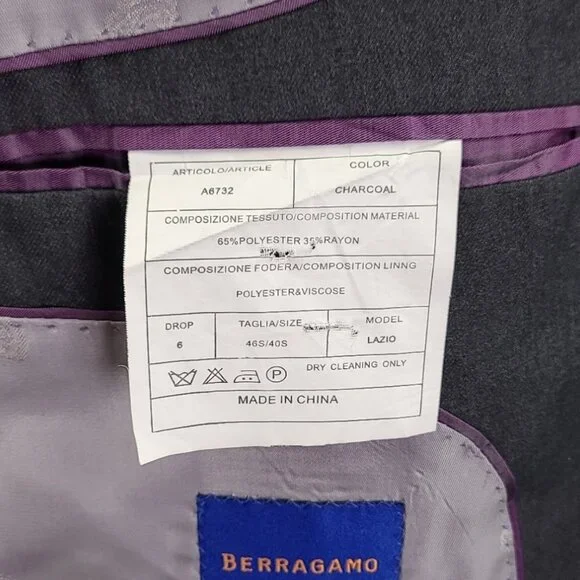 ARTICOLO/ARTICLE
COLOR
A6732
CHARCOAL
COMPOSIZIONE TESSUTO/COMPOSITION MATERIAL
65%POLYESTER 35%RAYON
COMPOSIZIONE FODERA/COMPOSITION LINNG
POLYESTER&VISCOSE
DROP
TAGLIA/SIZE
MODEL
6
46S/40S
LAZIO
P
DRY CLEANING ONLY
MADE IN CHINA
BERRAGAMO